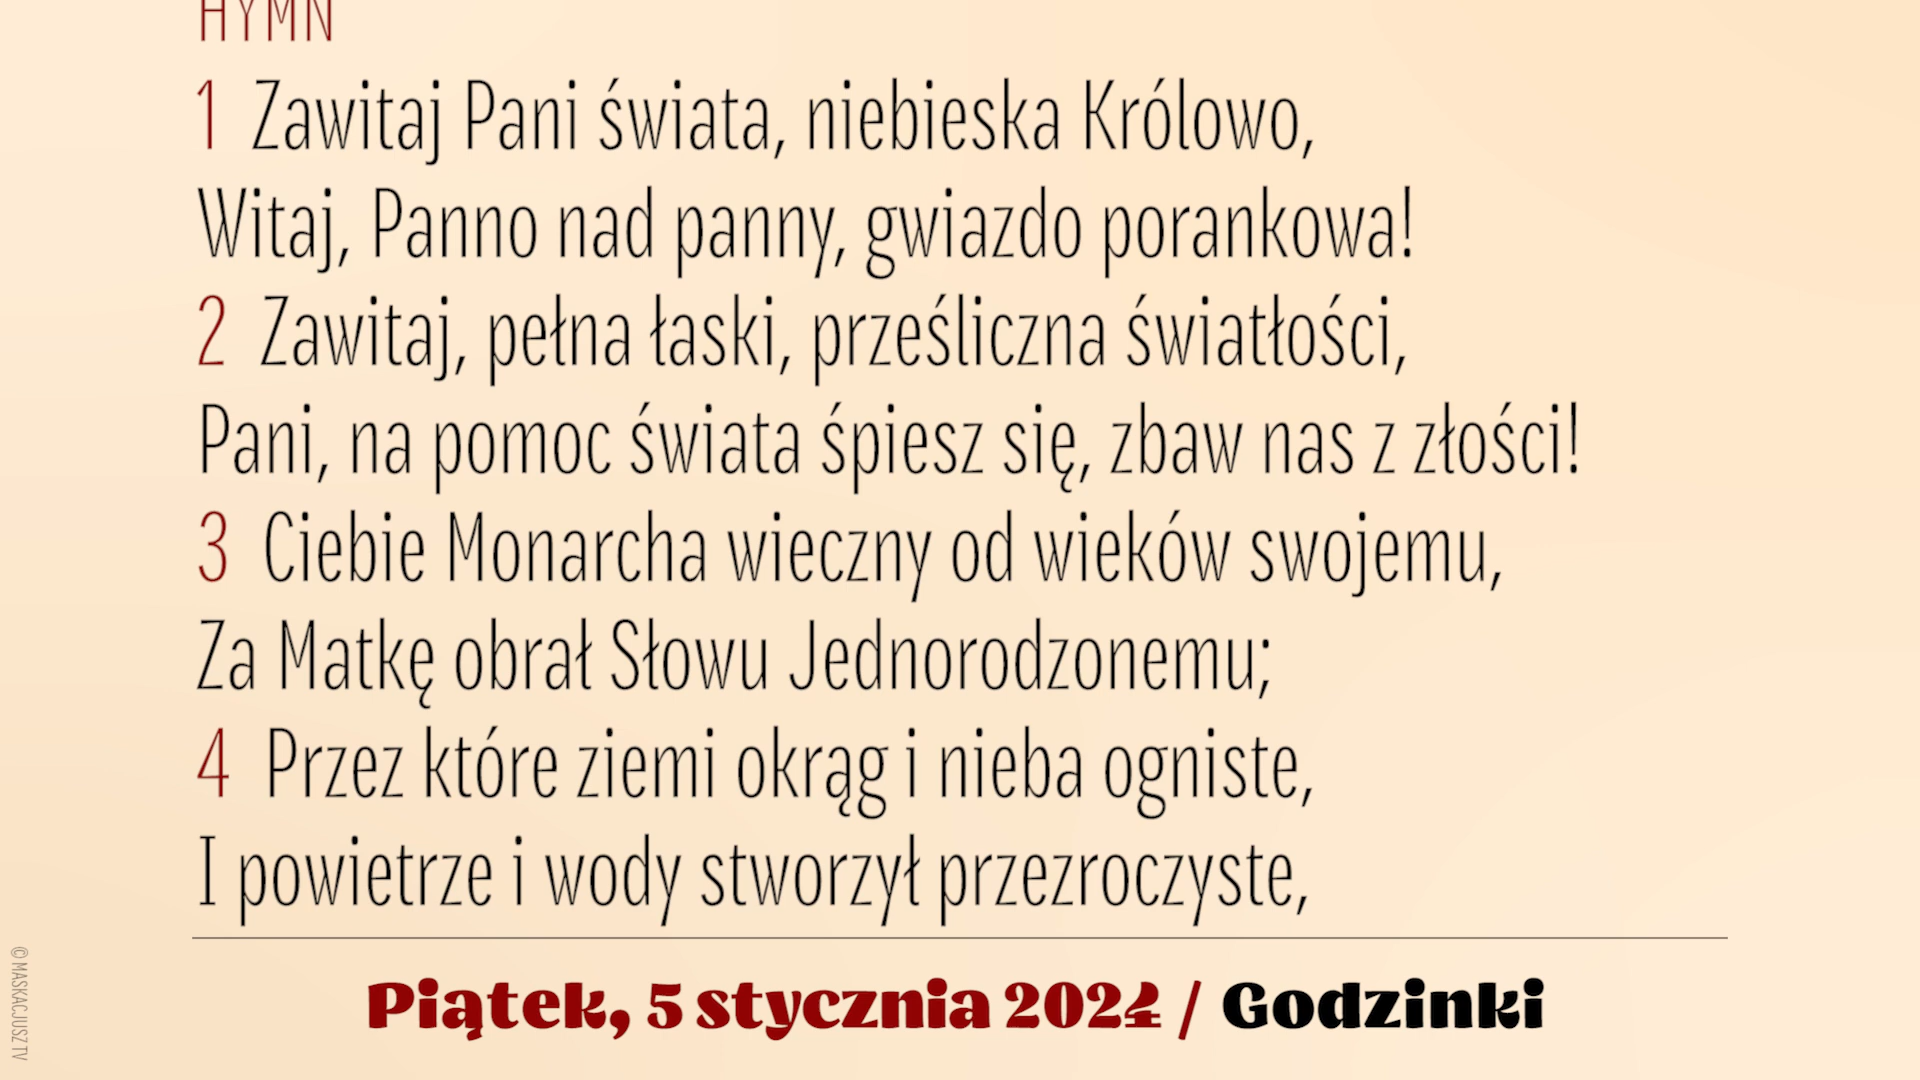 HYMN
1 Zawitaj Pani świata, niebieska Królowo,
Witaj, Panno nad panny, gwiazdo porankowa!
2 Zawitaj, pełna łaski, prześliczna światłości,
Pani, na pomoc świata śpiesz się, zbaw nas z złości!
3 Ciebie Monarcha wieczny od wieków swojemu,
Za Matkę obrał Słowu Jednorodzonemu;
4 Przez które ziemi okrąg i nieba ogniste,
I powietrze i wody stworzył przezroczyste,
Piątek, 5 stycznia 2024 / Godzinki
© MASKACJUSZ TV